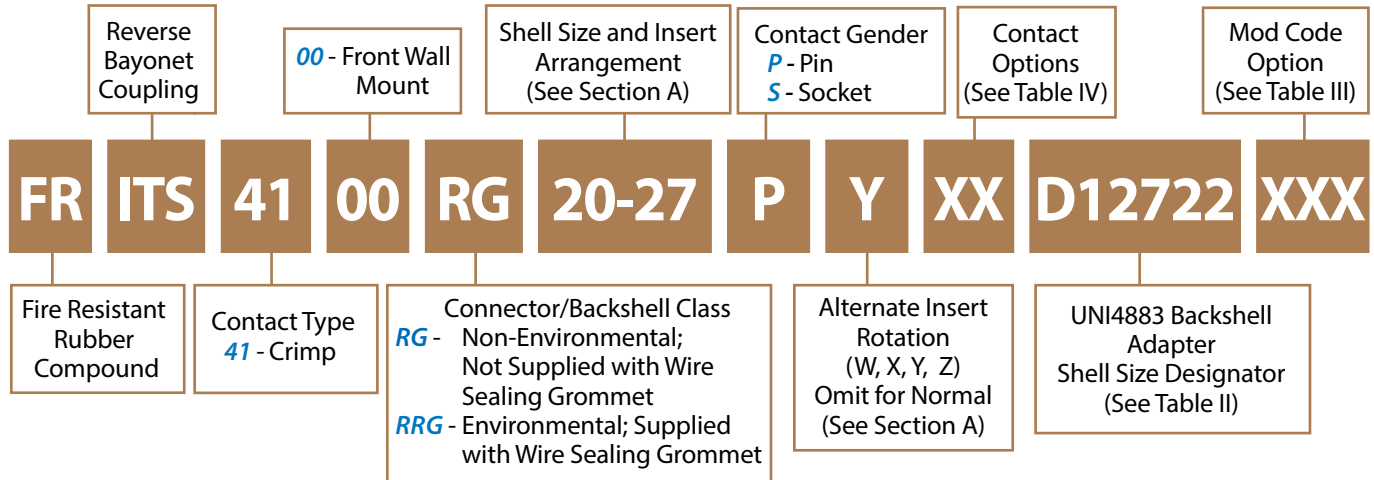 Reverse
Bayonet
Coupling
00 - Front Wall
Mount
Shell Size and Insert
Arrangement
(See Section A)
Contact Gender
P - Pin
S - Socket
Contact
Options
(See Table IV)
Mod Code
Option
(See Table III)
FR ITS 41 00 RG 20-27 P Y XX D12722 XXX
Fire Resistant
Rubber
Compound
Contact Type
41 - Crimp
Connector/Backshell Class
RG - Non-Environmental;
Not Supplied with Wire
Sealing Grommet
RRG - Environmental; Supplied
with Wire Sealing Grommet
Alternate Insert
Rotation
(W, X, Y, Z)
Omit for Normal
(See Section A)
UNI4883 Backshell
Adapter
Shell Size Designator
(See Table II)